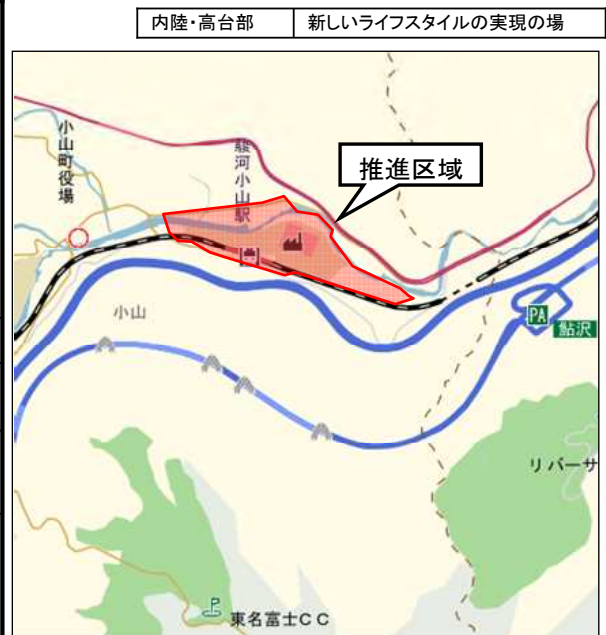 内陸・高台部 新しいライフスタイルの実現の場
推進区域
小山町役場
駿河小山駅
小山
PA
鮎沢
リバーサ
東名富士CC